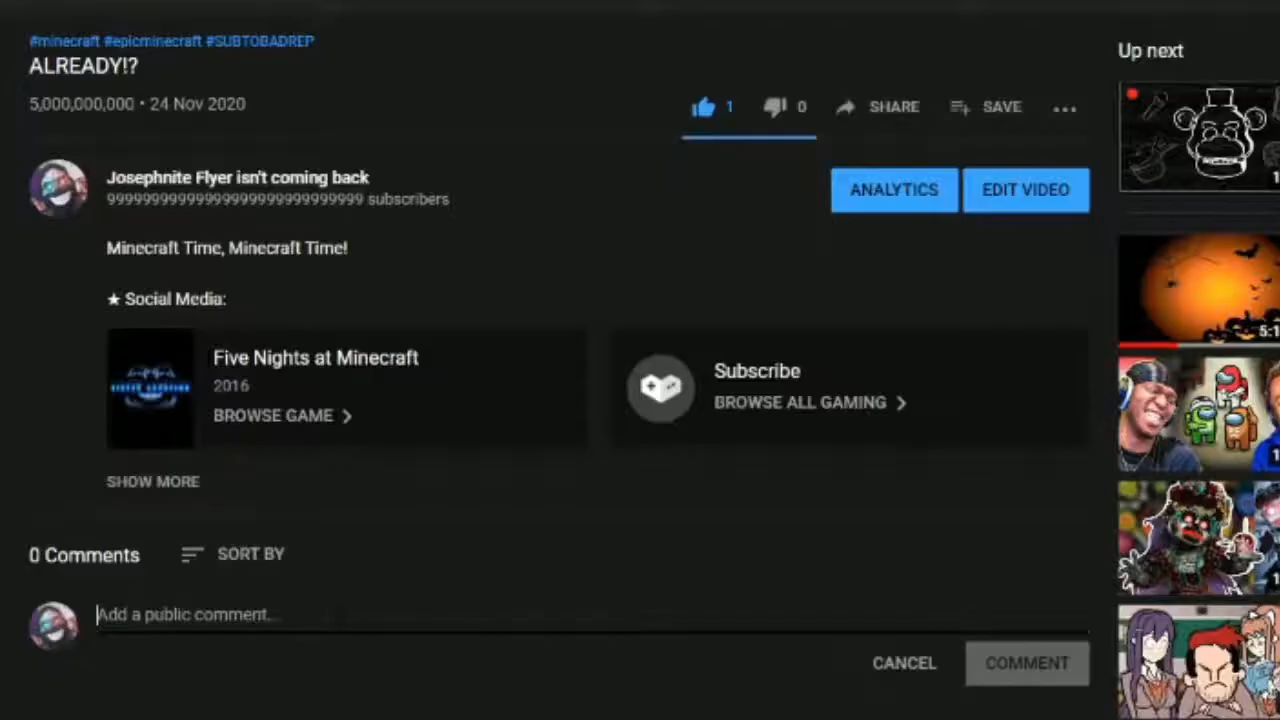 #minecraft #epicminecraft #SUBTOBADREP
ALREADY!?
5,000,000,000 • 24 Nov 2020
1
0
SHARE
SAVE
Up next
Josephnite Flyer isn't coming back
9999999999999999999999999999 subscribers
ANALYTICS
EDIT VIDEO
Minecraft Time, Minecraft Time!
★ Social Media:
Five Nights at Minecraft
2016
BROWSE GAME
Subscribe
BROWSE ALL GAMING
SHOW MORE
0 Comments
SORT BY
Add a public comment...
CANCEL
COMMENT